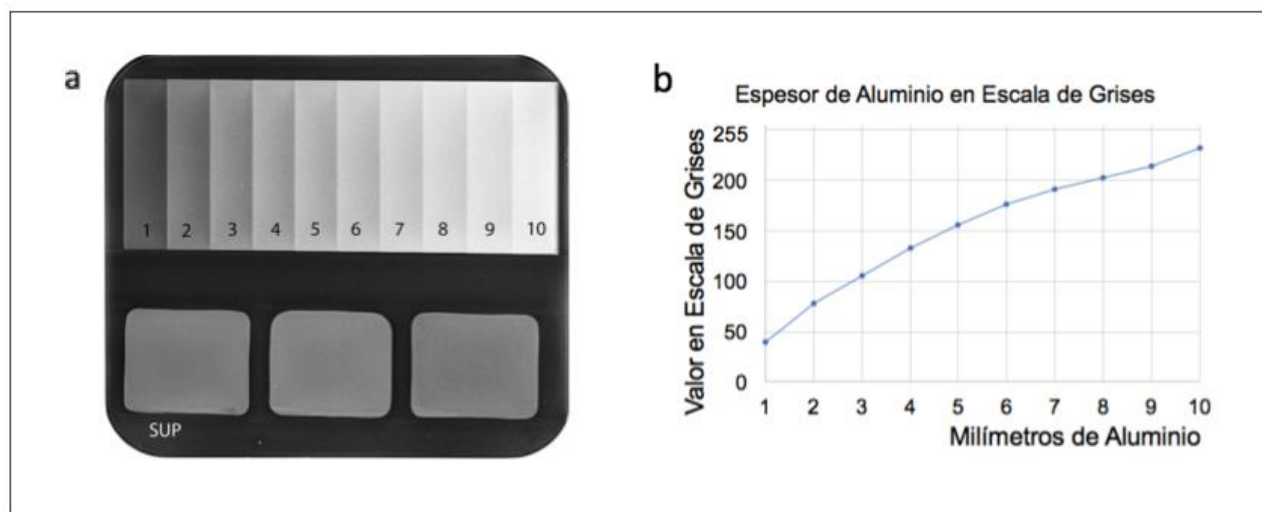 a
1 2 3 4 5 6 7 8 9 10
SUP
b
Espesor de Aluminio en Escala de Grises
Valor en Escala de Grises
255
200
150
100
50
0
1 2 3 4 5 6 7 8 9 10
Milímetros de Aluminio